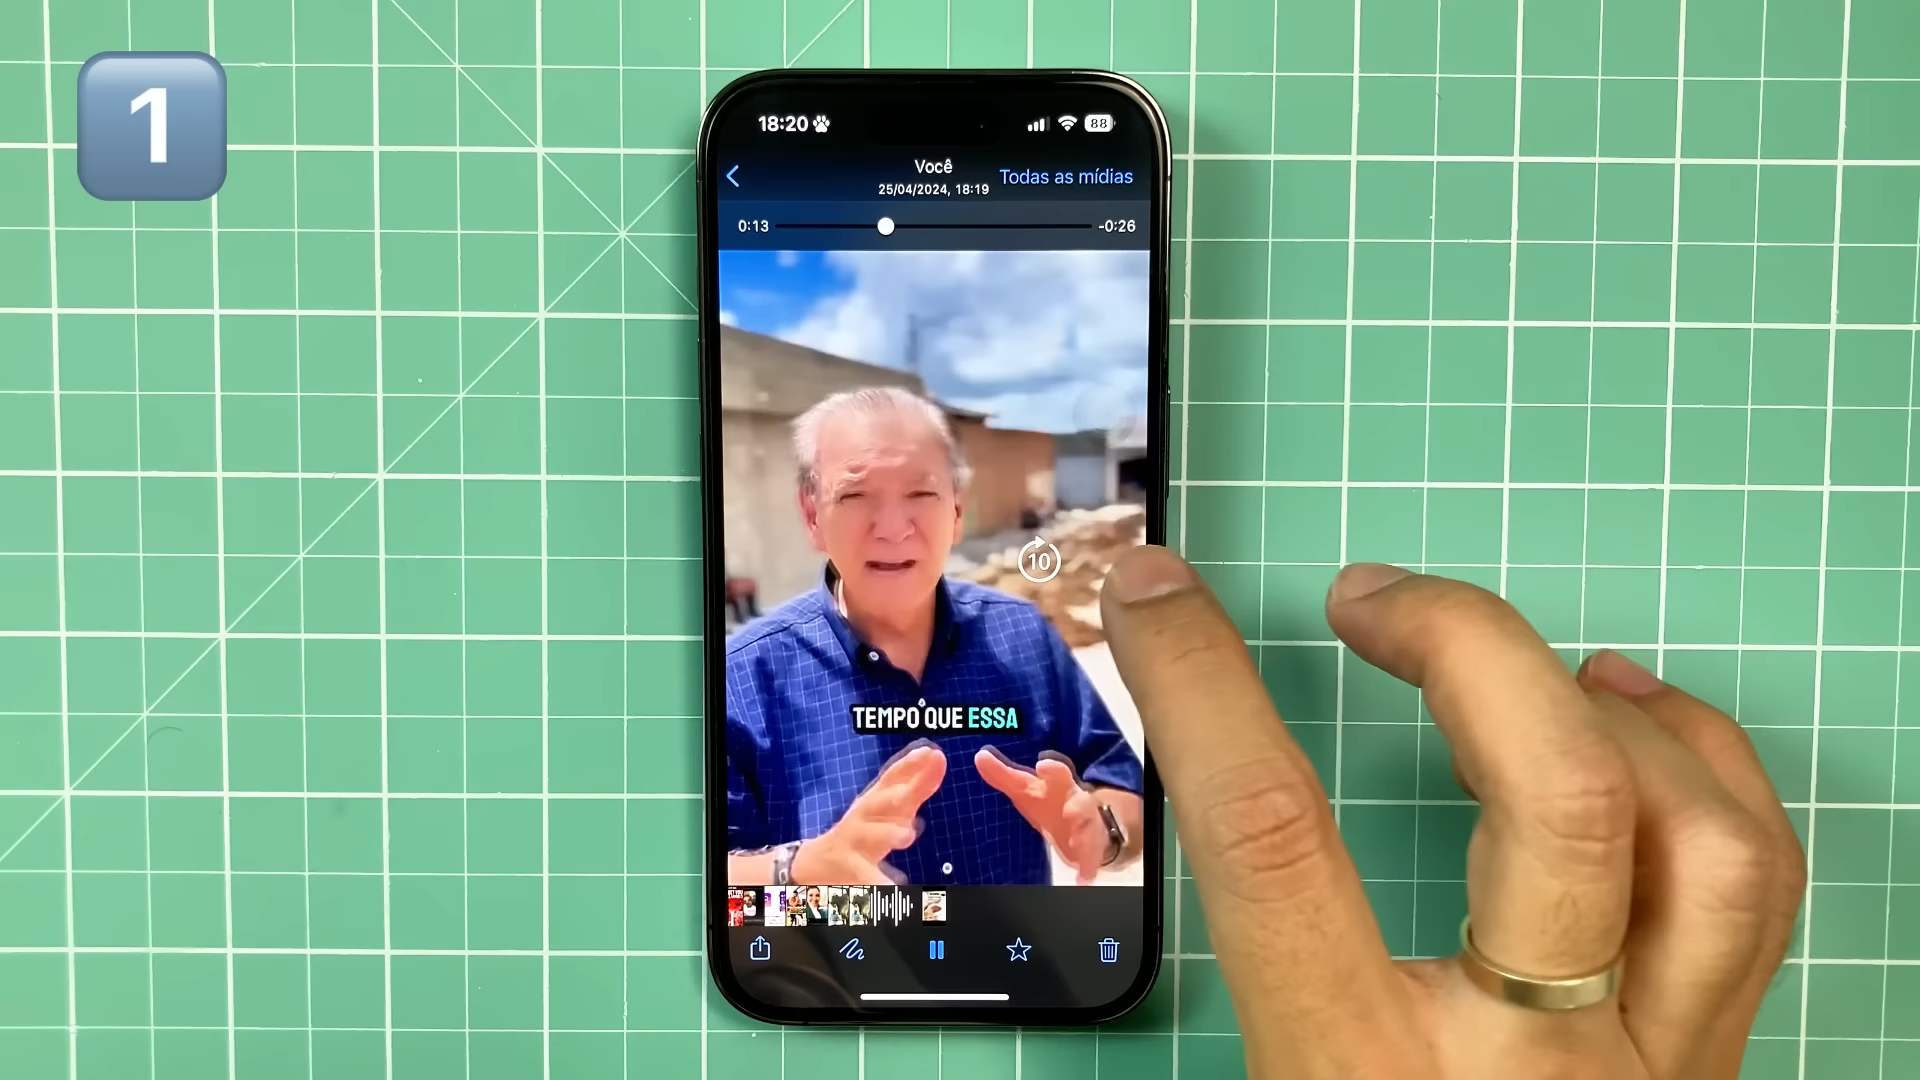 1
18:20
88
Você
25/04/2024, 18:19
Todas as mídias
0:13
-0:26
10
TEMPO QUE ESSA